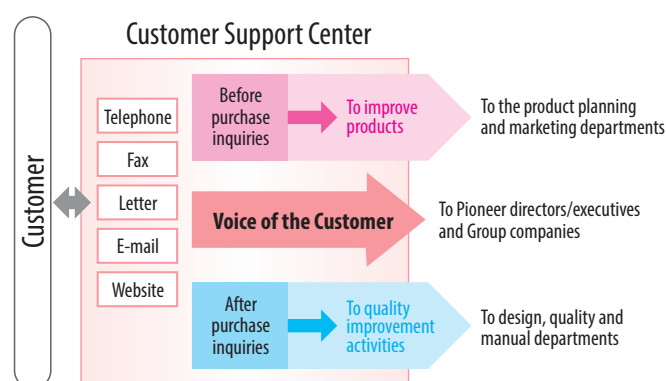 Customer Support Center
Customer
Telephone
Fax
Letter
E-mail
Website
Before
purchase
inquiries
To improve
products
To the product planning
and marketing departments
Voice of the Customer
To Pioneer directors/executives
and Group companies
After
purchase
inquiries
To quality
improvement
activities
To design, quality and
manual departments